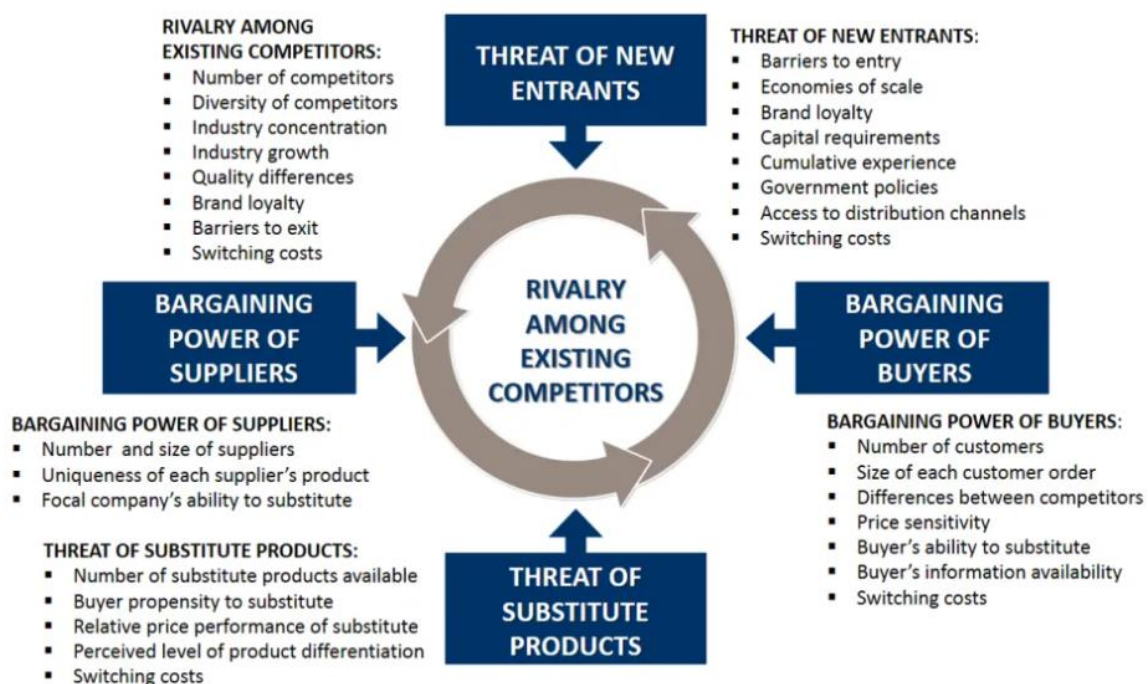 RIVALRY AMONG
EXISTING COMPETITORS:
▪ Number of competitors
▪ Diversity of competitors
▪ Industry concentration
▪ Industry growth
▪ Quality differences
▪ Brand loyalty
▪ Barriers to exit
▪ Switching costs
THREAT OF NEW
ENTRANTS
THREAT OF NEW ENTRANTS:
▪ Barriers to entry
▪ Economies of scale
▪ Brand loyalty
▪ Capital requirements
▪ Cumulative experience
▪ Government policies
▪ Access to distribution channels
▪ Switching costs
BARGAINING
POWER OF
SUPPLIERS
RIVALRY
AMONG
EXISTING
COMPETITORS
BARGAINING
POWER OF
BUYERS
BARGAINING POWER OF SUPPLIERS:
▪ Number and size of suppliers
▪ Uniqueness of each supplier's product
▪ Focal company's ability to substitute
BARGAINING POWER OF BUYERS:
▪ Number of customers
▪ Size of each customer order
▪ Differences between competitors
▪ Price sensitivity
▪ Buyer's ability to substitute
▪ Buyer's information availability
▪ Switching costs
THREAT OF SUBSTITUTE PRODUCTS:
▪ Number of substitute products available
▪ Buyer propensity to substitute
▪ Relative price performance of substitute
▪ Perceived level of product differentiation
▪ Switching costs
THREAT OF
SUBSTITUTE
PRODUCTS